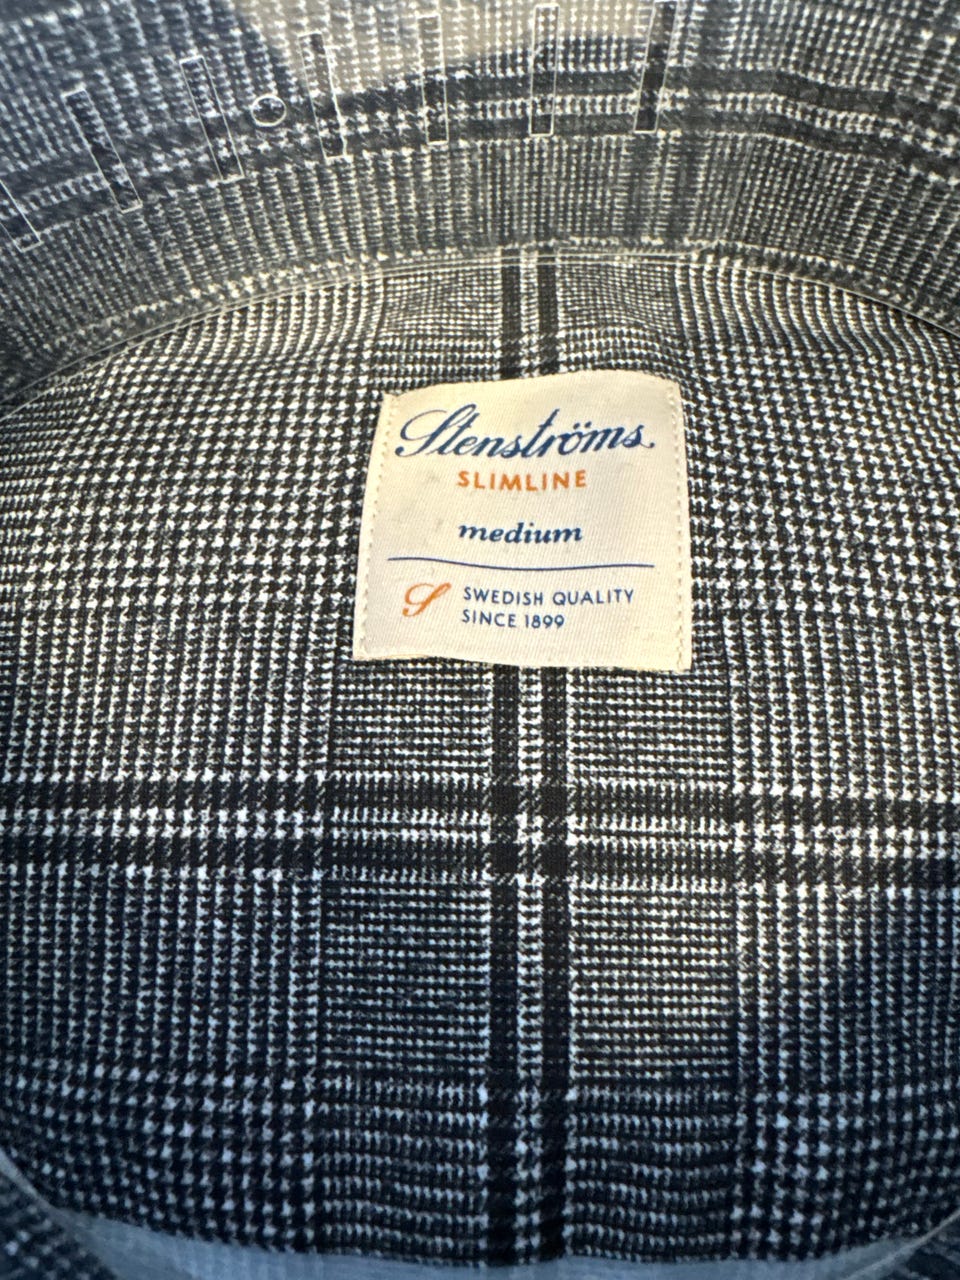 Stenströms
SLIMLINE
medium
S SWEDISH QUALITY
SINCE 1899